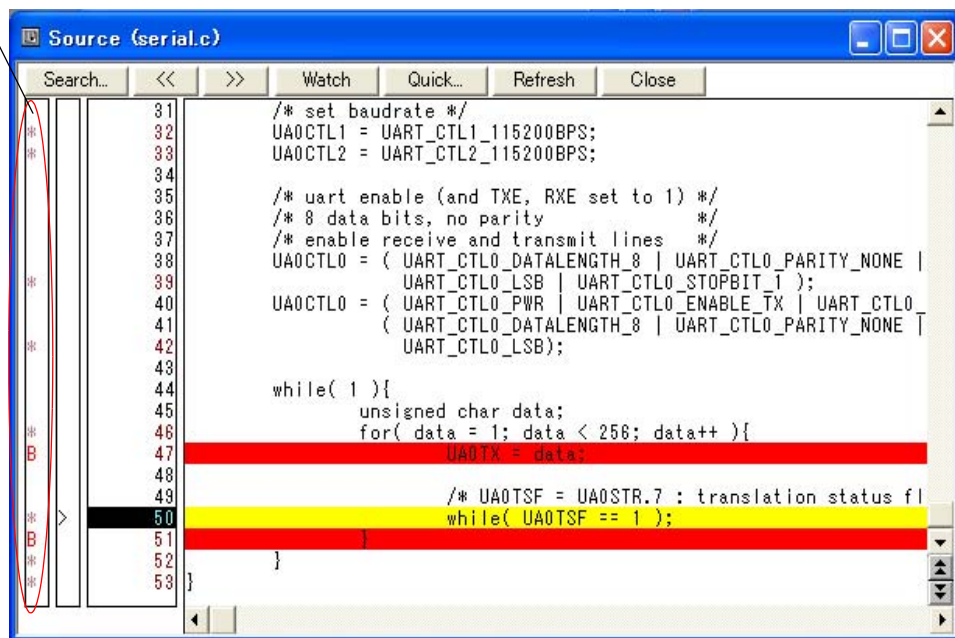 Source (serial.c)
Search... << >> Watch Quick... Refresh Close
31 /* set baudrate */
* 32 UA0CTL1 = UART_CTL1_115200BPS;
* 33 UA0CTL2 = UART_CTL2_115200BPS;
34
35 /* uart enable (and TXE, RXE set to 1) */
36 /* 8 data bits, no parity */
37 /* enable receive and transmit lines */
38 UA0CTL0 = ( UART_CTL0_DATALENGTH_8 | UART_CTL0_PARITY_NONE |
* 39 UART_CTL0_LSB | UART_CTL0_STOPBIT_1 );
40 UA0CTL0 = ( UART_CTL0_PWR | UART_CTL0_ENABLE_TX | UART_CTL0_
41 ( UART_CTL0_DATALENGTH_8 | UART_CTL0_PARITY_NONE |
* 42 UART_CTL0_LSB);
43
44 while( 1 ){
45 unsigned char data;
* 46 for( data = 1; data < 256; data++ ){
B 47 UA0TX = data;
48
49 /* UA0TSF = UA0STR.7 : translation status fl
* > 50 while( UA0TSF == 1 );
B 51 }
* 52 }
* 53 }